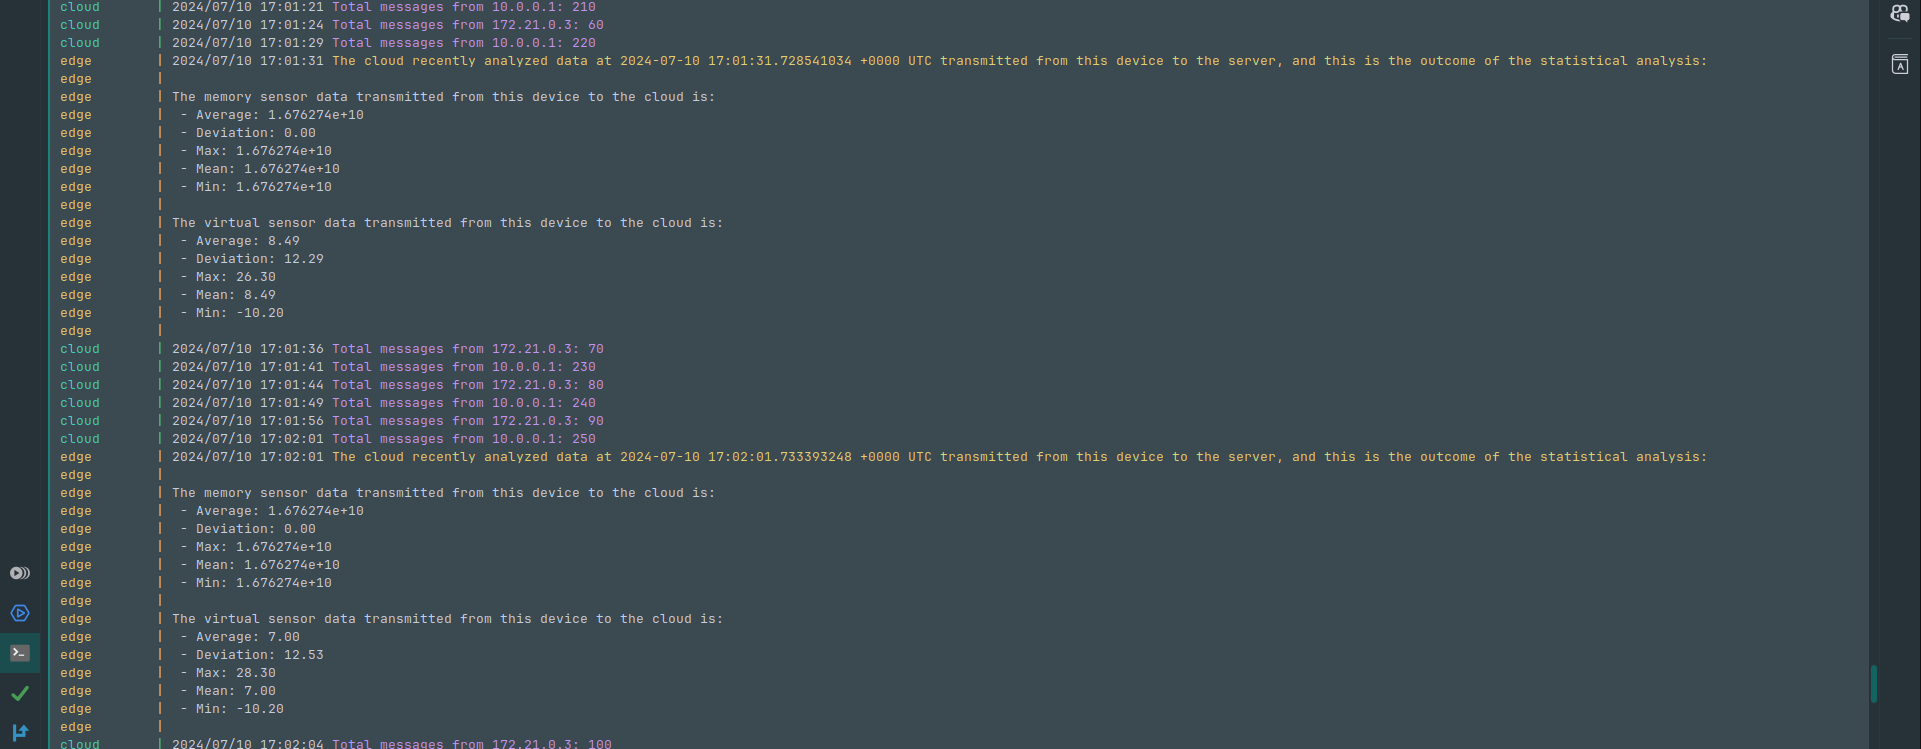 cloud | 2024/07/10 17:01:21 Total messages from 10.0.0.1: 210
cloud | 2024/07/10 17:01:24 Total messages from 172.21.0.3: 60
cloud | 2024/07/10 17:01:29 Total messages from 10.0.0.1: 220
edge | 2024/07/10 17:01:31 The cloud recently analyzed data at 2024-07-10 17:01:31.728541034 +0000 UTC transmitted from this device to the server, and this is the outcome of the statistical analysis:
edge |
edge | The memory sensor data transmitted from this device to the cloud is:
edge | - Average: 1.676274e+10
edge | - Deviation: 0.00
edge | - Max: 1.676274e+10
edge | - Mean: 1.676274e+10
edge | - Min: 1.676274e+10
edge |
edge | The virtual sensor data transmitted from this device to the cloud is:
edge | - Average: 8.49
edge | - Deviation: 12.29
edge | - Max: 26.30
edge | - Mean: 8.49
edge | - Min: -10.20
edge |
cloud | 2024/07/10 17:01:36 Total messages from 172.21.0.3: 70
cloud | 2024/07/10 17:01:41 Total messages from 10.0.0.1: 230
cloud | 2024/07/10 17:01:44 Total messages from 172.21.0.3: 80
cloud | 2024/07/10 17:01:49 Total messages from 10.0.0.1: 240
cloud | 2024/07/10 17:01:56 Total messages from 172.21.0.3: 90
cloud | 2024/07/10 17:02:01 Total messages from 10.0.0.1: 250
edge | 2024/07/10 17:02:01 The cloud recently analyzed data at 2024-07-10 17:02:01.733393248 +0000 UTC transmitted from this device to the server, and this is the outcome of the statistical analysis:
edge |
edge | The memory sensor data transmitted from this device to the cloud is:
edge | - Average: 1.676274e+10
edge | - Deviation: 0.00
edge | - Max: 1.676274e+10
edge | - Mean: 1.676274e+10
edge | - Min: 1.676274e+10
edge |
edge | The virtual sensor data transmitted from this device to the cloud is:
edge | - Average: 7.00
edge | - Deviation: 12.53
edge | - Max: 28.30
edge | - Mean: 7.00
edge | - Min: -10.20
edge |
cloud | 2024/07/10 17:02:04 Total messages from 172.21.0.3: 100